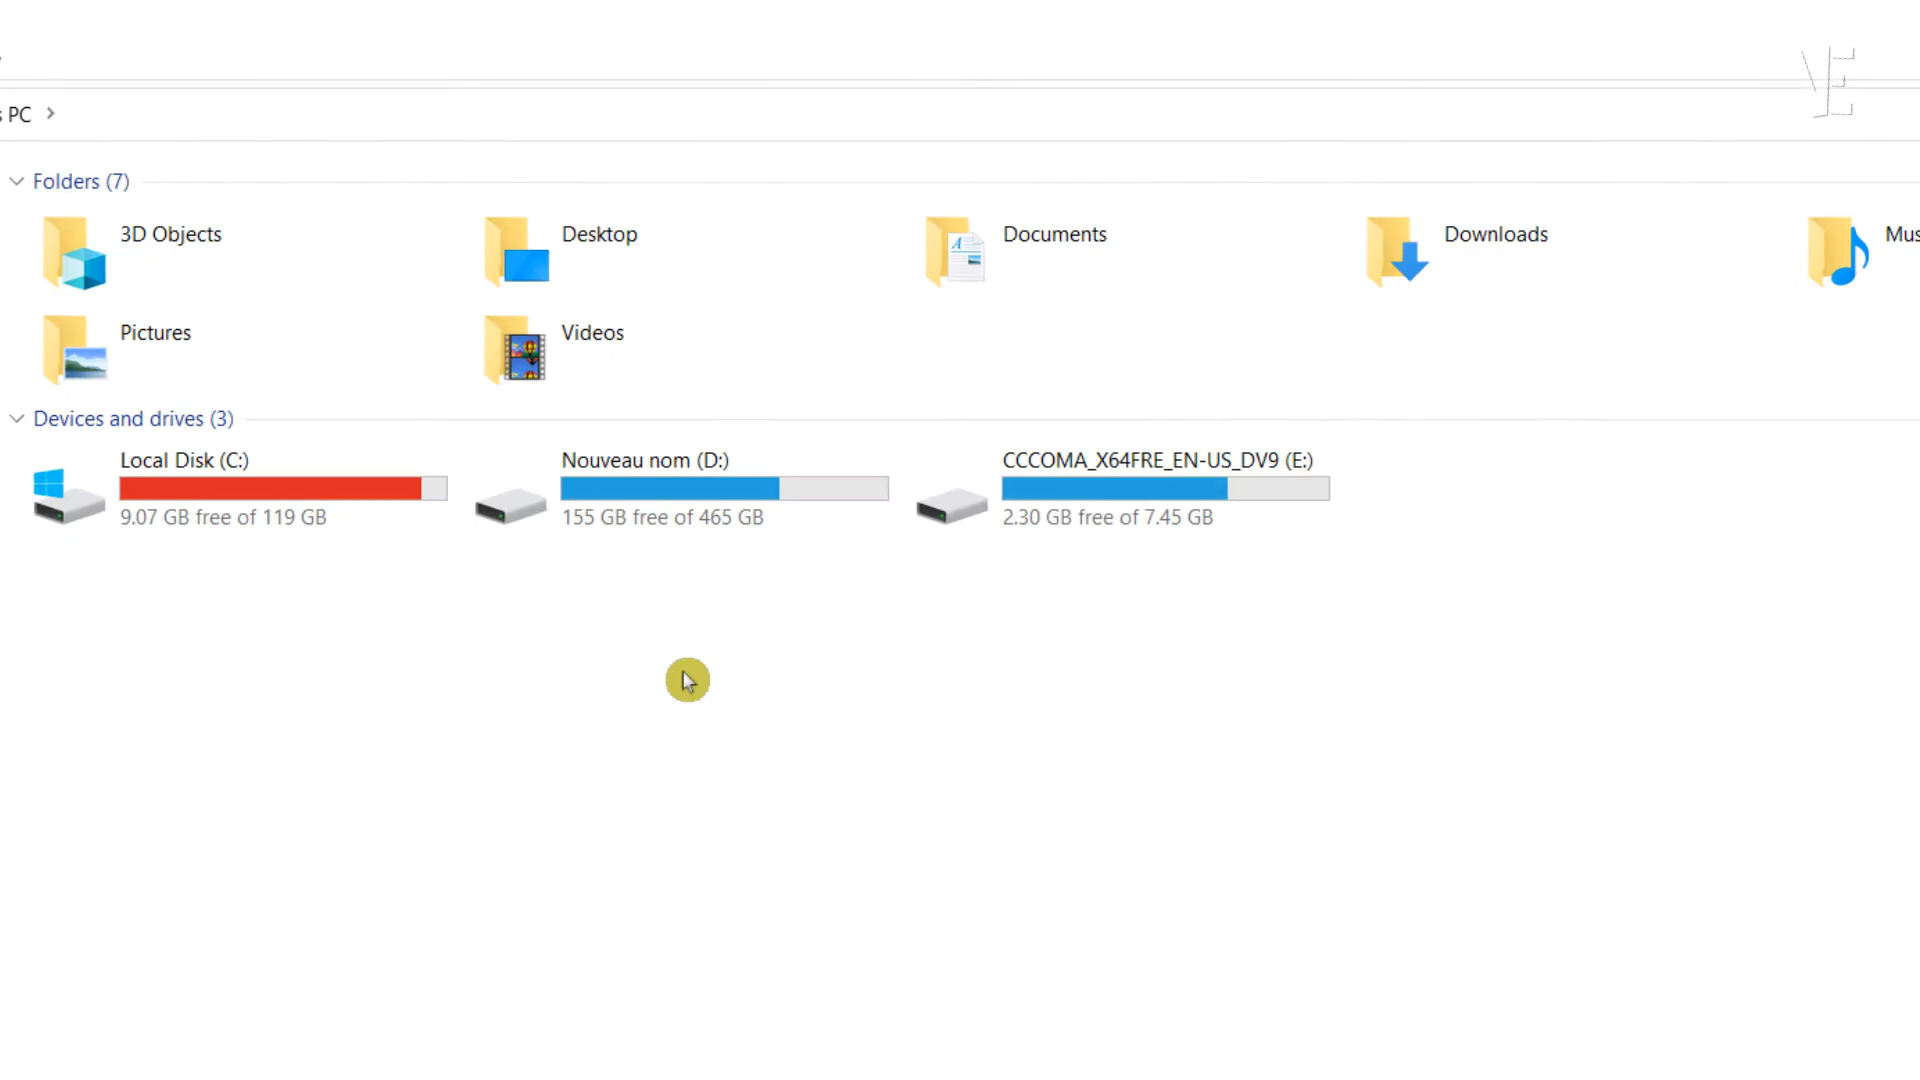 PC
Folders (7)
3D Objects
Desktop
Documents
Downloads
Pictures
Videos
Devices and drives (3)
Local Disk (C:)
9.07 GB free of 119 GB
Nouveau nom (D:)
155 GB free of 465 GB
CCCOMA_X64FRE_EN-US_DV9 (E:)
2.30 GB free of 7.45 GB